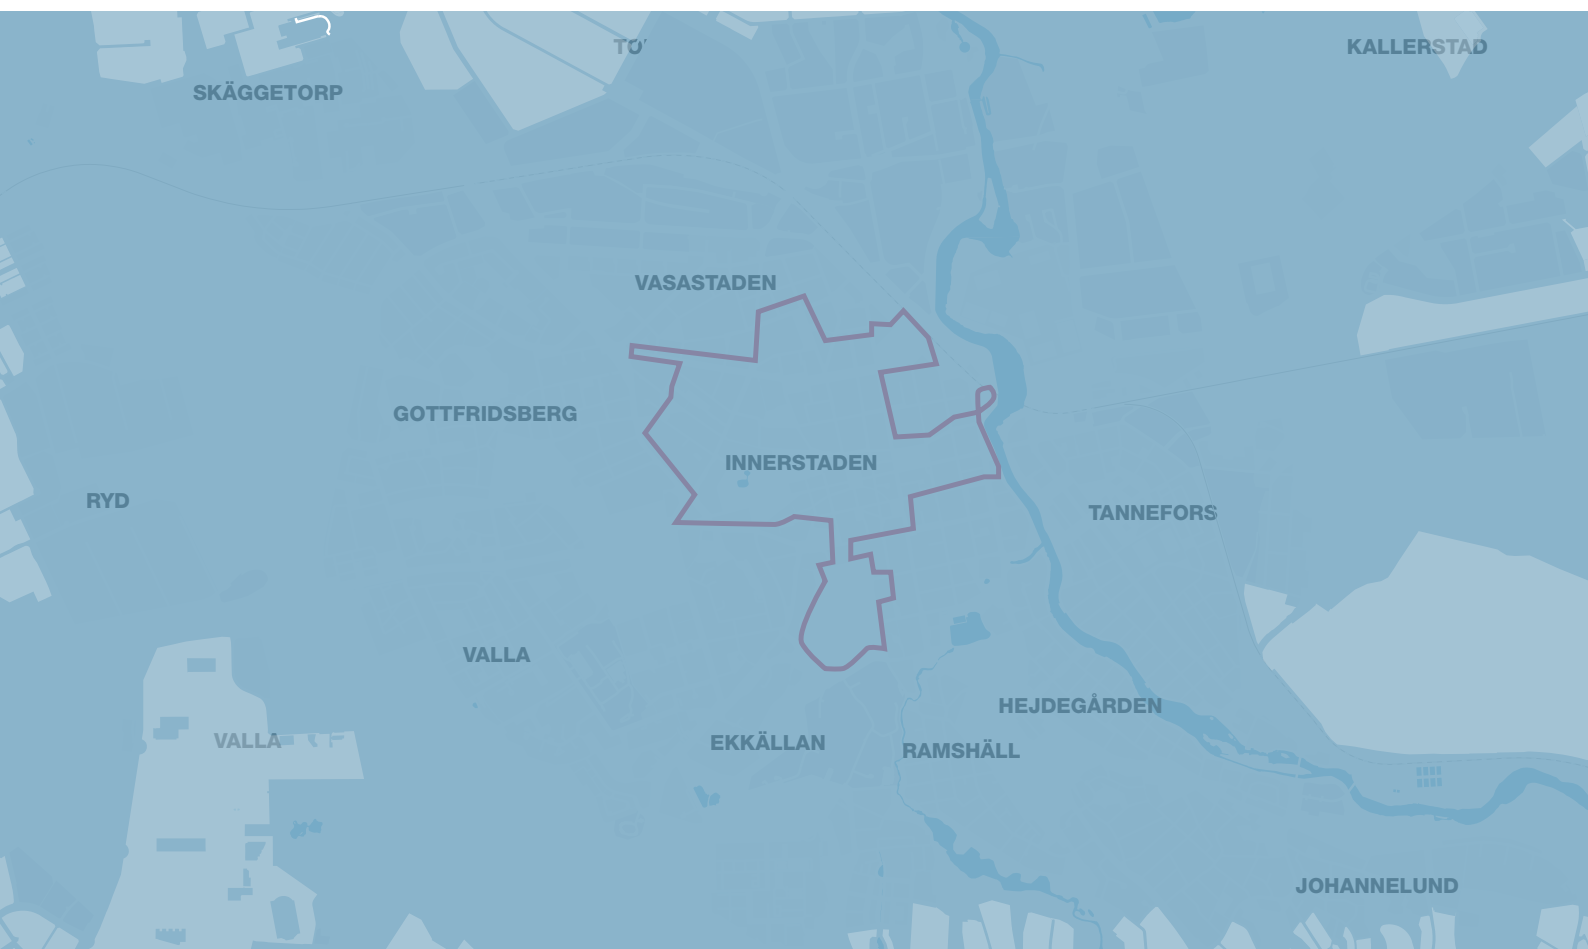 KALLERSTAD
SKÄGGETORP
VASASTADEN
GOTTFRIDSBERG
INNERSTADEN
RYD
TANNEFORS
VALLA
HEJDEGÅRDEN
VALLA
EKKÄLLAN
RAMSHÄLL
JOHANNELUND